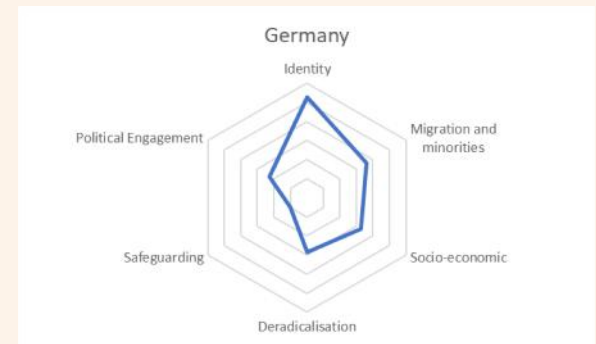 Germany
Identity
Migration and
minorities
Socio-economic
Deradicalisation
Safeguarding
Political Engagement